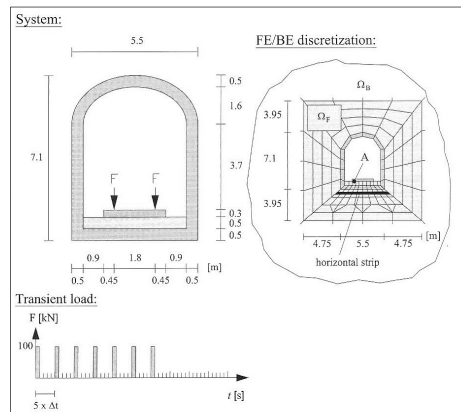 System:
FE/BE discretization:
5.5
7.1
0.5
1.6
3.7
0.3
0.5
0.5
F F
0.9 1.8 0.9 [m]
0.5 0.45 0.45 0.5
Ω_B
Ω_F
3.95
7.1
3.95
A
4.75 5.5 4.75 [m]
horizontal strip
Transient load:
F [kN]
100
t [s]
5 x Δt